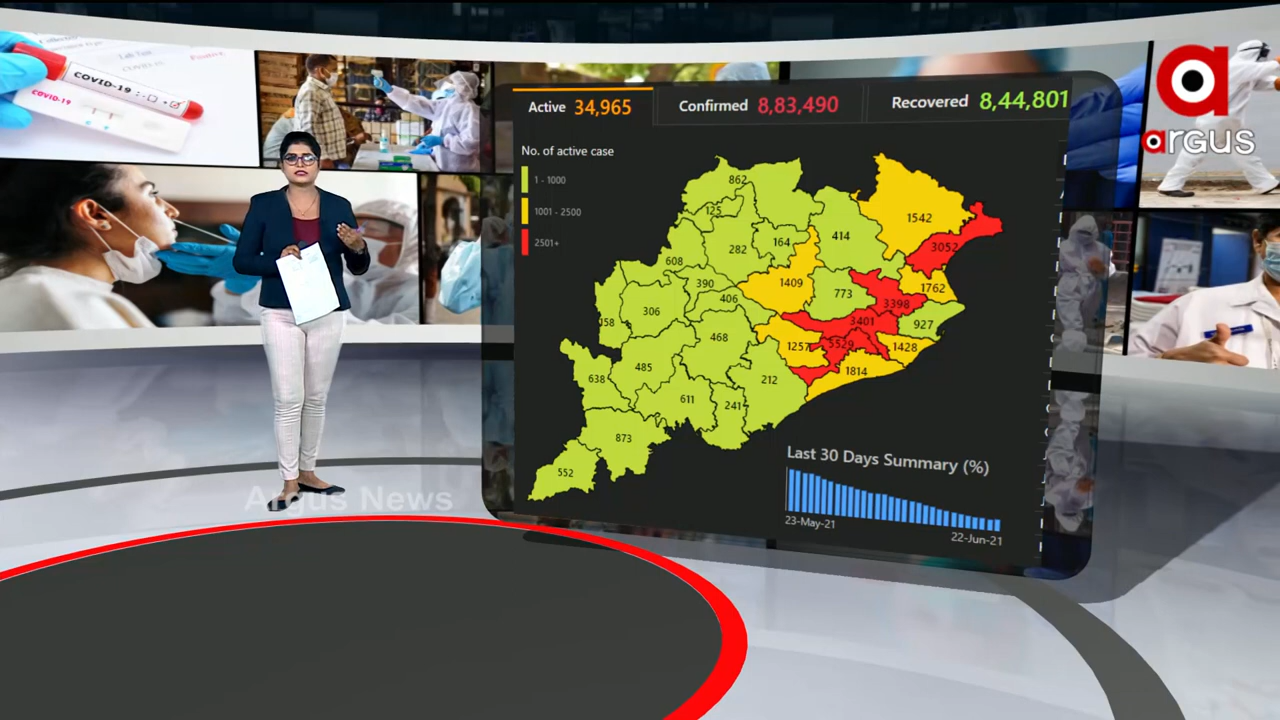 COVID-19 :
COVID-19
Active 34,965
Confirmed 8,83,490
Recovered 8,44,801
argus
No. of active case
1 - 1000
1001 - 2500
2501+
862
125
282
164
414
1542
3052
608
390
406
1409
773
1762
3398
306
158
468
3401
927
1257
5529
1428
485
638
212
1814
611
241
873
552
Last 30 Days Summary (%)
23-May-21
22-Jun-21
Argus News